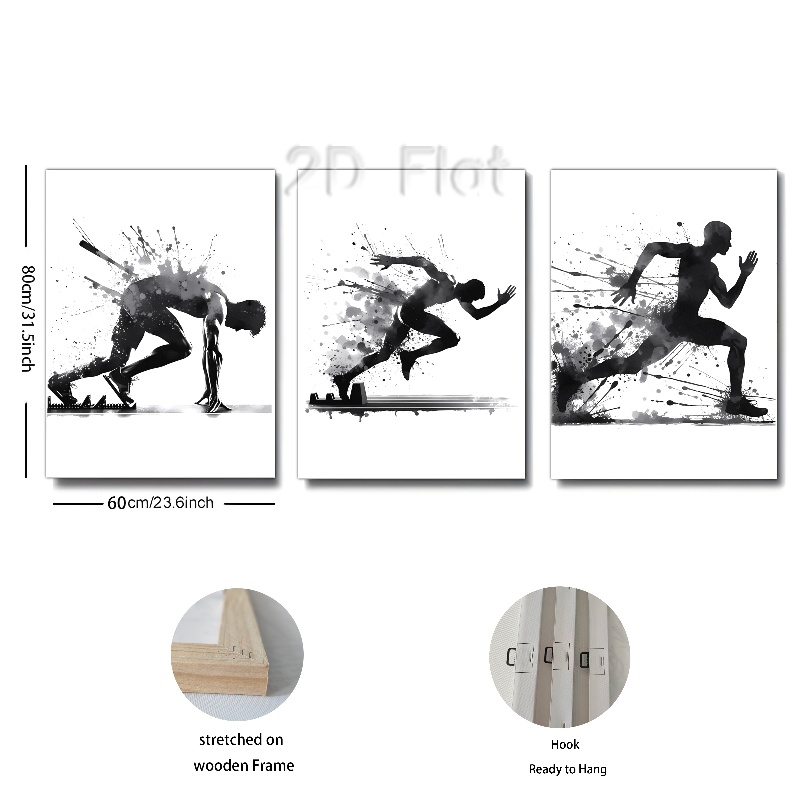 2D Flat
80cm/31.5inch
60cm/23.6inch
stretched on
wooden Frame
Hook
Ready to Hang